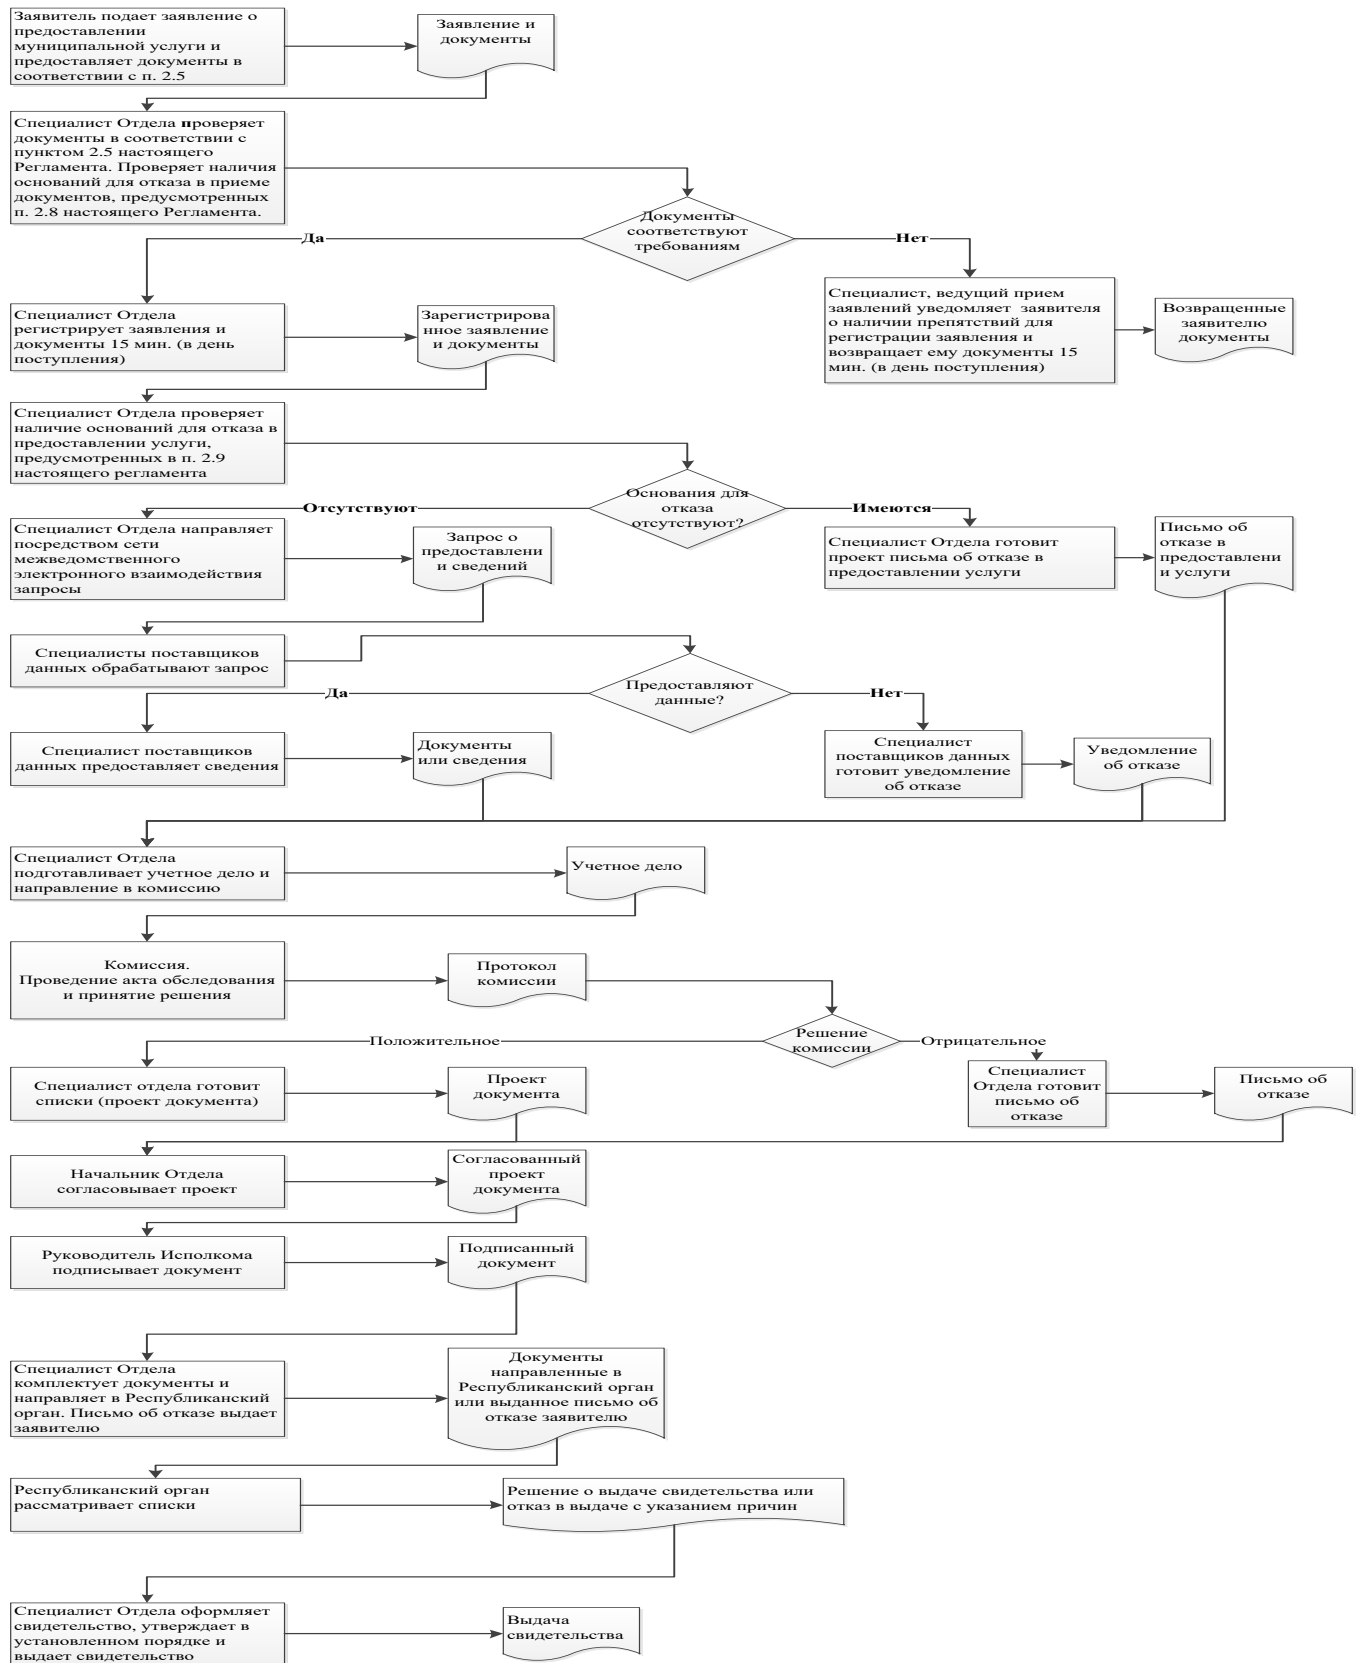 Заявитель подает заявление о
предоставлении
муниципальной услуги и
предоставляет документы в
соответствии с п. 2.5
Заявление и
документы
Специалист Отдела проверяет
документы в соответствии с
пунктом 2.5 настоящего
Регламента. Проверяет наличия
оснований для отказа в приеме
документов, предусмотренных
п. 2.8 настоящего Регламента.
Документы
соответствуют
требованиям
Да
Нет
Специалист Отдела
регистрирует заявления и
документы 15 мин. (в день
поступления)
Зарегистрирова
нное заявление
и документы
Специалист, ведущий прием
заявлений уведомляет заявителя
о наличии препятствий для
регистрации заявления и
возвращает ему документы 15
мин. (в день поступления)
Возвращенные
заявителю
документы
Специалист Отдела проверяет
наличие оснований для отказа в
предоставлении услуги,
предусмотренных в п. 2.9
настоящего регламента
Основания для
отказа
отсутствуют?
Отсутствуют
Имеются
Специалист Отдела направляет
посредством сети
межведомственного
электронного взаимодействия
запросы
Запрос о
предоставлени
и сведений
Специалист Отдела готовит
проект письма об отказе в
предоставлении услуги
Письмо об
отказе в
предоставлени
и услуги
Специалисты поставщиков
данных обрабатывают запрос
Предоставляют
данные?
Да
Нет
Специалист поставщиков
данных предоставляет сведения
Документы
или сведения
Специалист
поставщиков данных
готовит уведомление
об отказе
Уведомление
об отказе
Специалист Отдела
подготавливает учетное дело и
направление в комиссию
Учетное дело
Комиссия.
Проведение акта обследования
и принятие решения
Протокол
комиссии
Решение
комиссии
Положительное
Отрицательное
Специалист отдела готовит
списки (проект документа)
Проект
документа
Специалист
Отдела готовит
письмо об
отказе
Письмо об
отказе
Начальник Отдела
согласовывает проект
Согласованный
проект
документа
Руководитель Исполкома
подписывает документ
Подписанный
документ
Специалист Отдела
комплектует документы и
направляет в Республиканский
орган. Письмо об отказе выдает
заявителю
Документы
направленные в
Республиканский орган
или выданное письмо об
отказе заявителю
Республиканский орган
рассматривает списки
Решение о выдаче свидетельства или
отказ в выдаче с указанием причин
Специалист Отдела оформляет
свидетельство, утверждает в
установленном порядке и
выдает свидетельство
Выдача
свидетельства